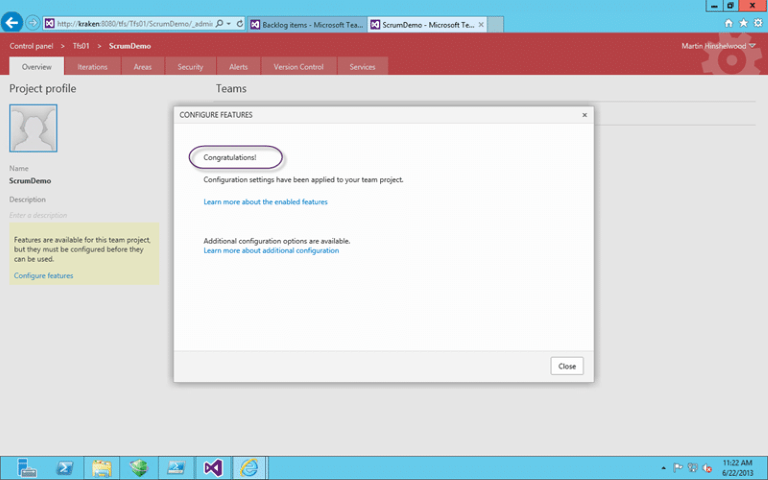 http://kraken:8080/tfs/Tfs01/ScrumDemo/_admi
Backlog items - Microsoft Tea...
ScrumDemo - Microsoft Te...
Control panel > Tfs01 > ScrumDemo
Martin Hinshelwood
Overview Iterations Areas Security Alerts Version Control Services
Project profile
Teams
CONFIGURE FEATURES
Congratulations!
Configuration settings have been applied to your team project.
Learn more about the enabled features
Additional configuration options are available.
Learn more about additional configuration
Close
Name
ScrumDemo
Description
Enter a description
Features are available for this team project,
but they must be configured before they
can be used.
Configure features
11:22 AM
6/22/2013